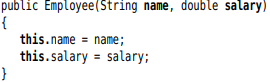 public Employee(String name, double salary)
{
   this.name = name;
   this.salary = salary;
}